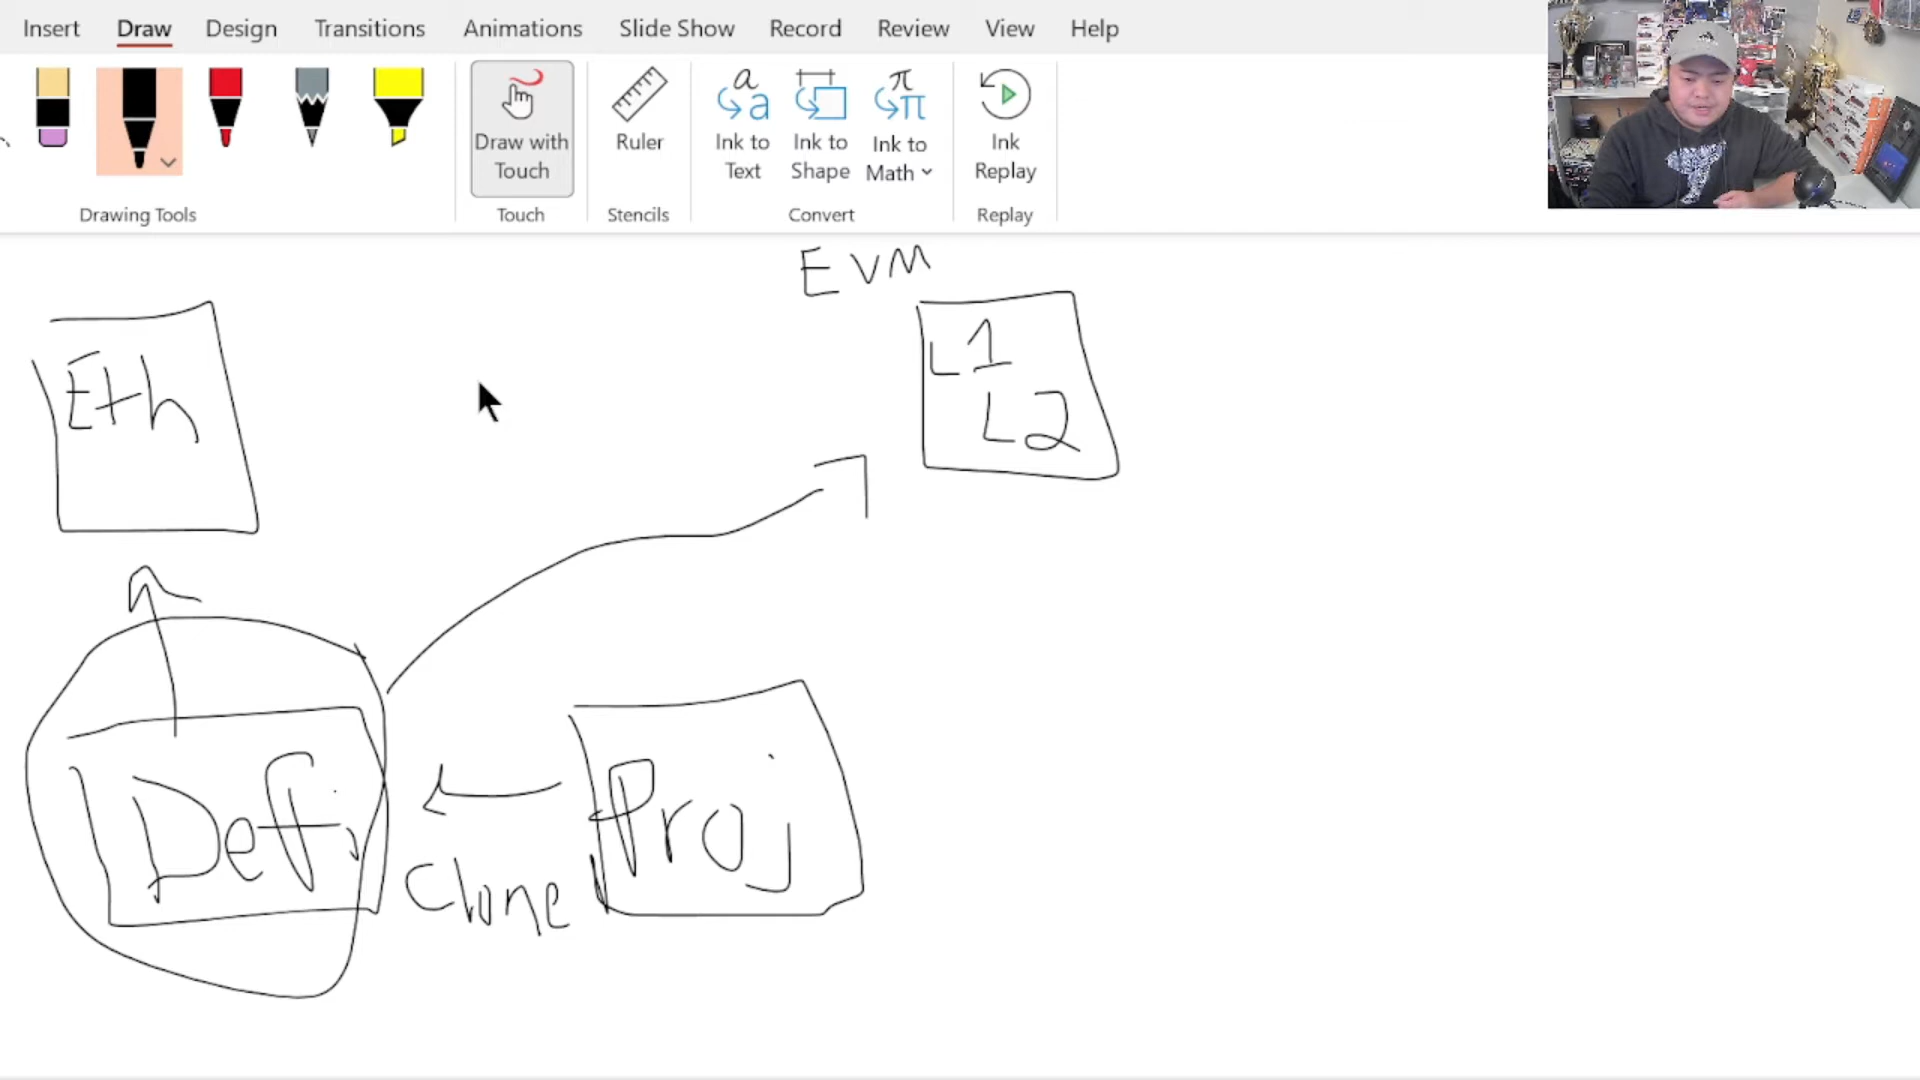 Insert Draw Design Transitions Animations Slide Show Record Review View Help
a
a
π
π
Draw with
Touch
Ruler
Ink to
Text
Ink to
Shape
Ink to
Math
Ink
Replay
Drawing Tools Touch Stencils Convert Replay
EVM
L1
L2
Eth
Defi
Clone
Proj